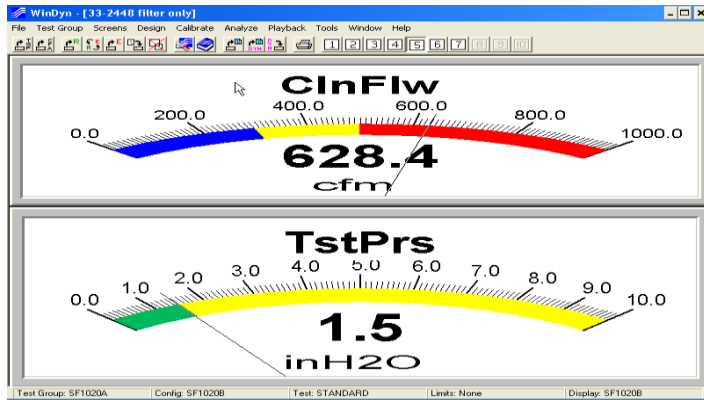 WinDyn - [33-2448 filter only]
File Test Group Screens Design Calibrate Analyze Playback Tools Window Help
1 2 3 4 5 6 7 8 9 10
ClnFlw
0.0 200.0 400.0 600.0 800.0 1000.0
628.4
cfm
TstPrs
0.0 1.0 2.0 3.0 4.0 5.0 6.0 7.0 8.0 9.0 10.0
1.5
inH2O
Test Group: SF1020A Config: SF1020B Test: STANDARD Limits: None Display: SF1020B